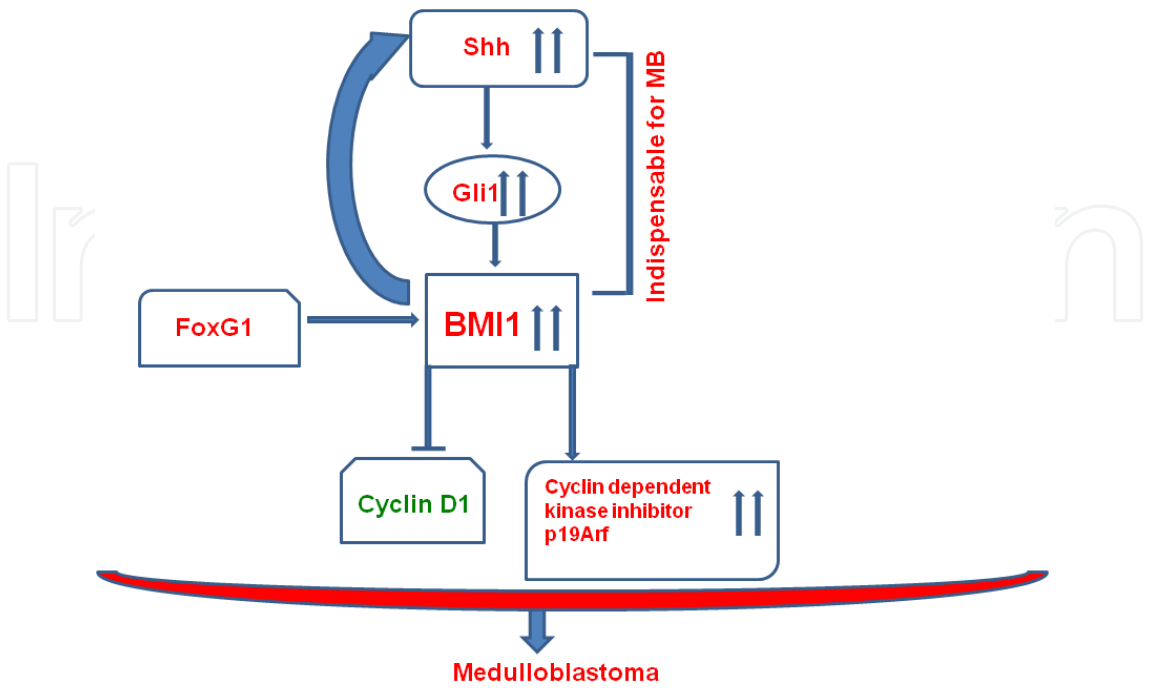 Shh
Indispensable for MB
Gli1
BMI1
FoxG1
Cyclin D1
Cyclin dependent
kinase inhibitor
p19Arf
Medulloblastoma